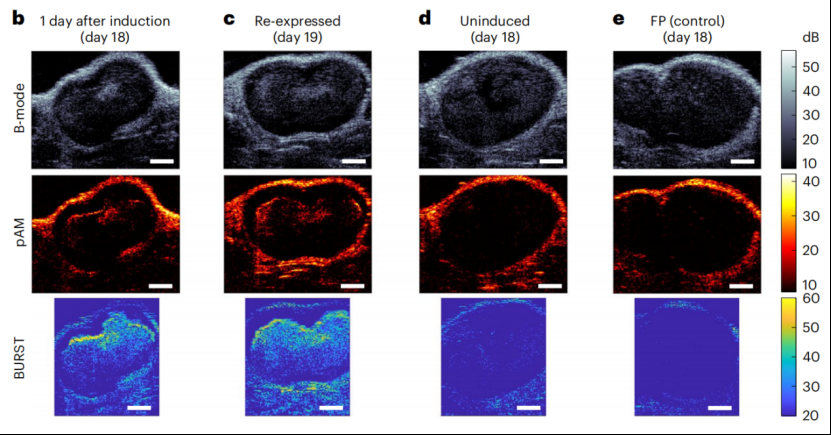 b 1 day after induction
(day 18)
c Re-expressed
(day 19)
d Uninduced
(day 18)
e FP (control)
(day 18)
dB
B-mode
50
40
30
20
10
pAM
40
30
20
10
BURST
60
50
40
30
20